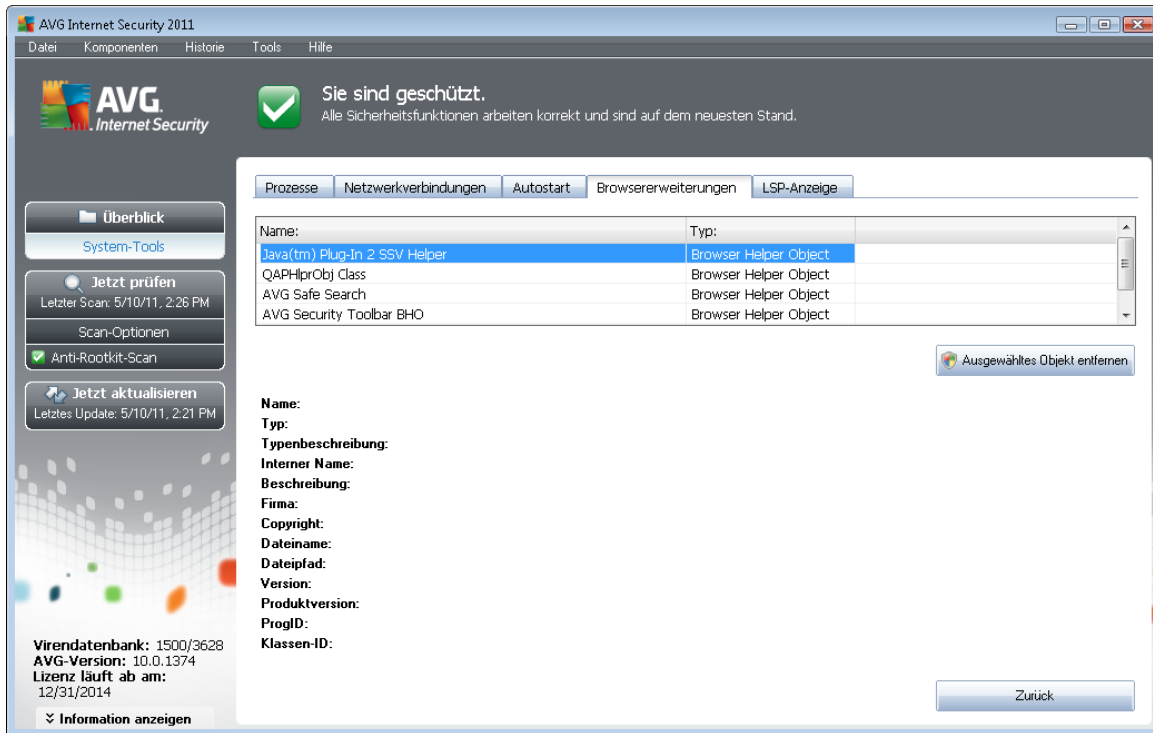 AVG Internet Security 2011
Datei Komponenten Historie Tools Hilfe
AVG.
Internet Security
Sie sind geschützt.
Alle Sicherheitsfunktionen arbeiten korrekt und sind auf dem neuesten Stand.
Überblick
System-Tools
Jetzt prüfen
Letzter Scan: 5/10/11, 2:26 PM
Scan-Optionen
Anti-Rootkit-Scan
Jetzt aktualisieren
Letztes Update: 5/10/11, 2:21 PM
Virendatenbank: 1500/3628
AVG-Version: 10.0.1374
Lizenz läuft ab am:
12/31/2014
Information anzeigen
Prozesse Netzwerkverbindungen Autostart Browsererweiterungen LSP-Anzeige
Name: Typ:
Java(tm) Plug-In 2 SSV Helper Browser Helper Object
QAPHlprObj Class Browser Helper Object
AVG Safe Search Browser Helper Object
AVG Security Toolbar BHO Browser Helper Object
Ausgewähltes Objekt entfernen
Name:
Typ:
Typenbeschreibung:
Interner Name:
Beschreibung:
Firma:
Copyright:
Dateiname:
Dateipfad:
Version:
Produktversion:
ProgID:
Klassen-ID:
Zurück